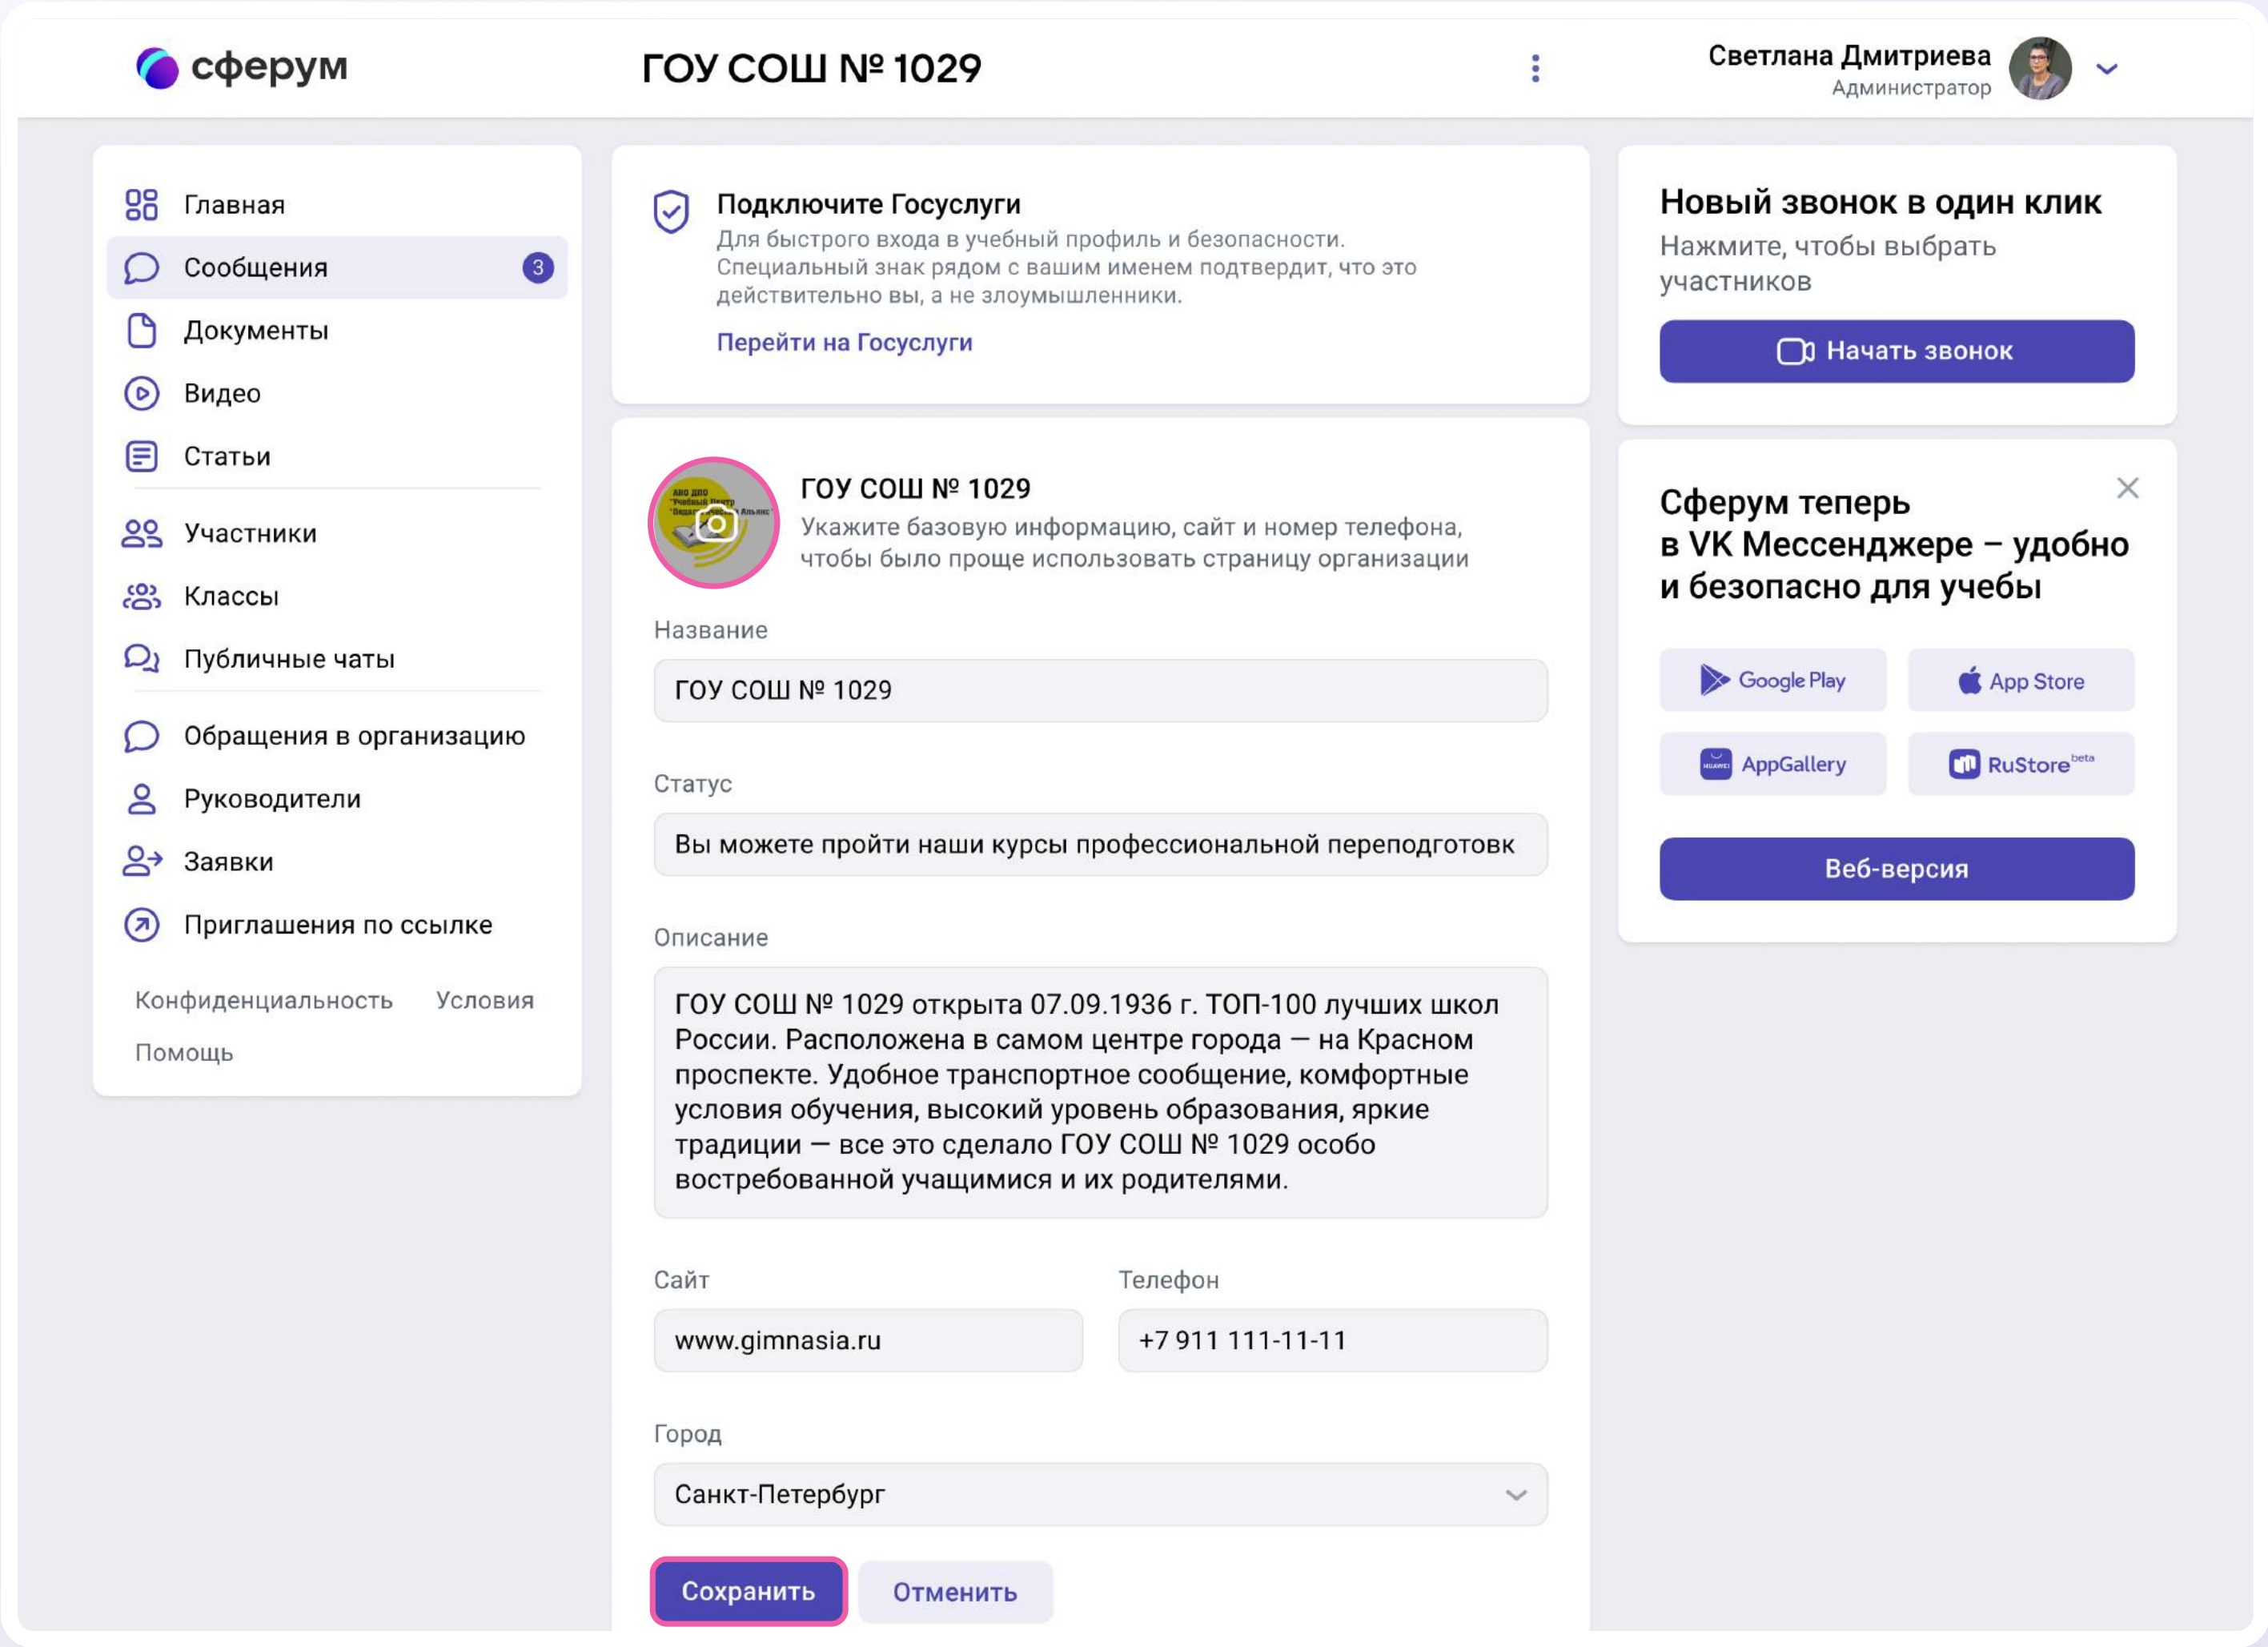 сферум
ГОУ СОШ № 1029
Светлана Дмитриева
Администратор
Главная
Сообщения
3
Документы
Видео
Статьи
Участники
Классы
Публичные чаты
Обращения в организацию
Руководители
Заявки
Приглашения по ссылке
Конфиденциальность Условия
Помощь
Подключите Госуслуги
Для быстрого входа в учебный профиль и безопасности.
Специальный знак рядом с вашим именем подтвердит, что это
действительно вы, а не злоумышленники.
Перейти на Госуслуги
АНО ДПО
"Учебный Центр
Альянс"
ГОУ СОШ № 1029
Укажите базовую информацию, сайт и номер телефона,
чтобы было проще использовать страницу организации
Название
ГОУ СОШ № 1029
Статус
Вы можете пройти наши курсы профессиональной переподготовк
Описание
ГОУ СОШ № 1029 открыта 07.09.1936 г. ТОП-100 лучших школ
России. Расположена в самом центре города — на Красном
проспекте. Удобное транспортное сообщение, комфортные
условия обучения, высокий уровень образования, яркие
традиции — все это сделало ГОУ СОШ № 1029 особо
востребованной учащимися и их родителями.
Сайт
www.gimnasia.ru
Телефон
+7 911 111-11-11
Город
Санкт-Петербург
Сохранить
Отменить
Новый звонок в один клик
Нажмите, чтобы выбрать
участников
Начать звонок
Сферум теперь
в VK Мессенджере – удобно
и безопасно для учебы
Google Play
App Store
HUAWEI AppGallery
RuStore beta
Веб-версия